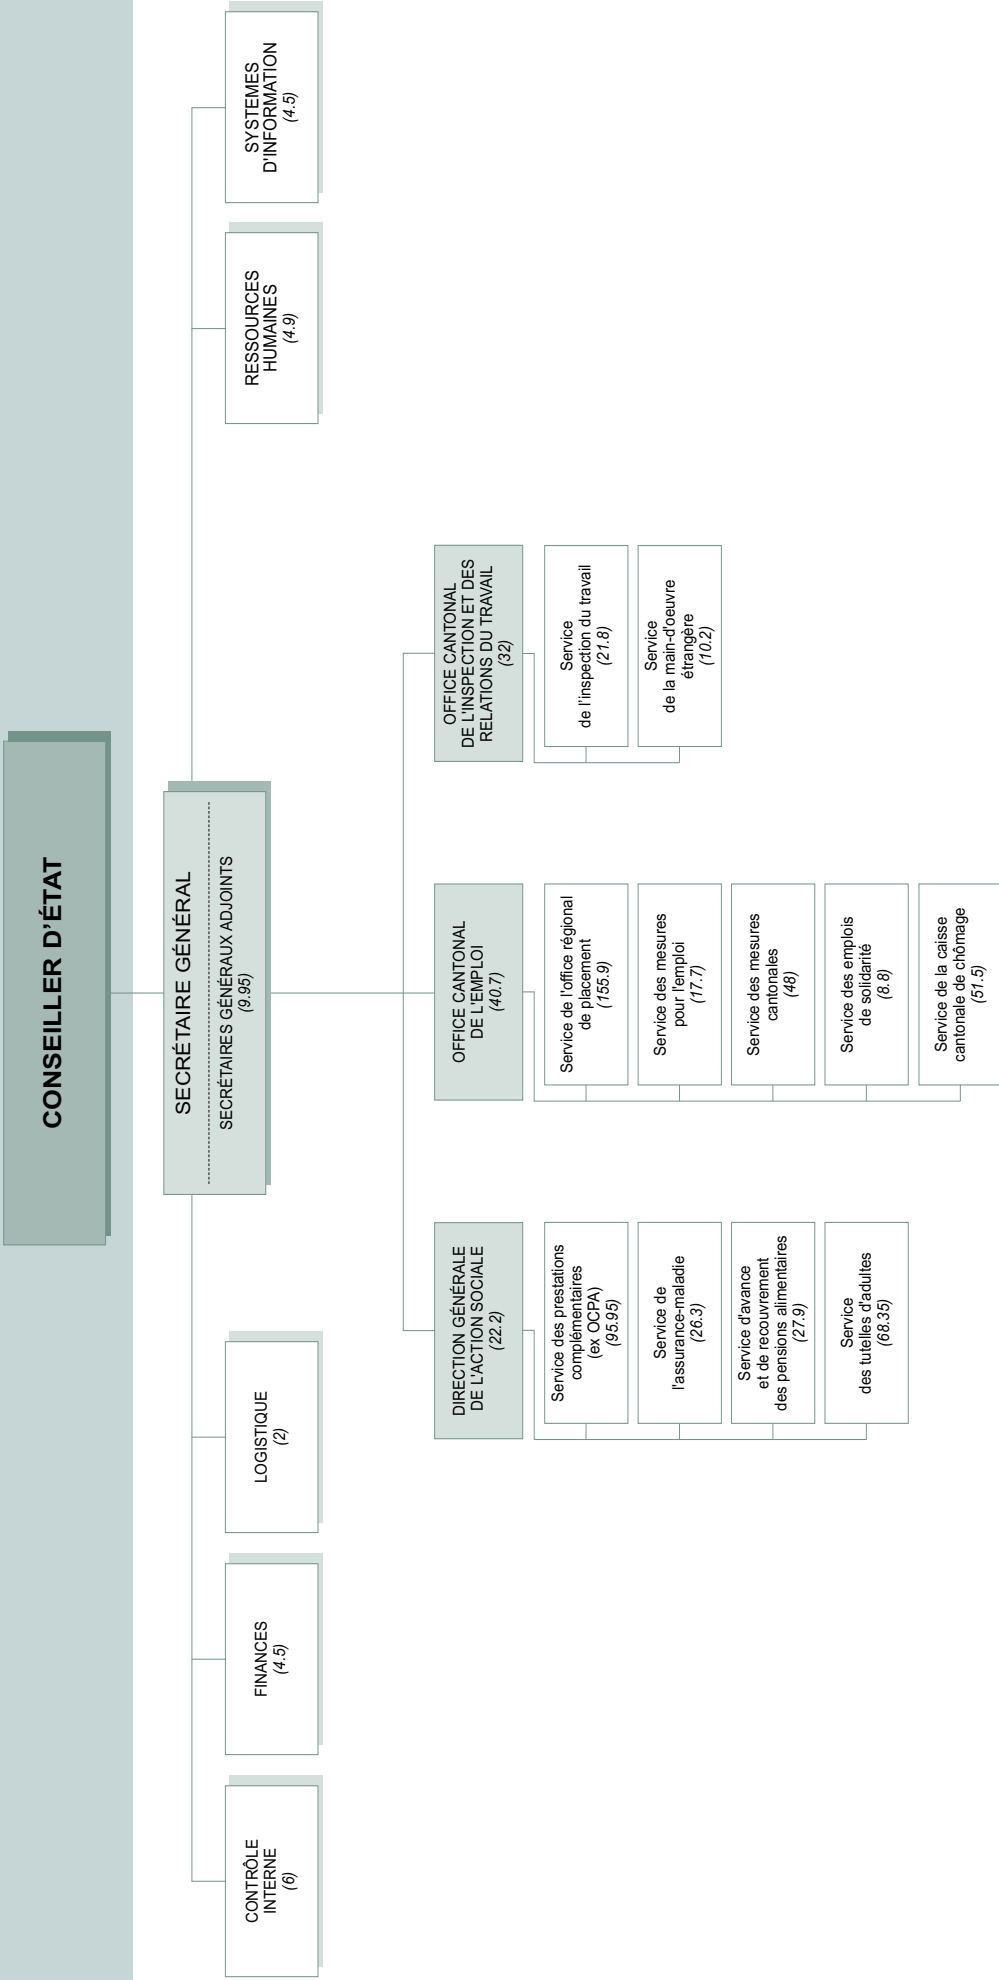 CONSEILLER D'ÉTAT
SECRÉTAIRE GÉNÉRAL
SECRÉTAIRES GÉNÉRAUX ADJOINTS
(9.95)
CONTRÔLE
INTERNE
(6)
FINANCES
(4.5)
LOGISTIQUE
(2)
RESSOURCES
HUMAINES
(4.9)
SYSTEMES
D'INFORMATION
(4.5)
DIRECTION GÉNÉRALE
DE L'ACTION SOCIALE
(22.2)
Service des prestations
complémentaires
(ex OCPA)
(95.95)
Service de
l'assurance-maladie
(26.3)
Service d'avance
et de recouvrement
des pensions alimentaires
(27.9)
Service
des tutelles d'adultes
(68.35)
OFFICE CANTONAL
DE L'EMPLOI
(40.7)
Service de l'office régional
de placement
(155.9)
Service des mesures
pour l'emploi
(17.7)
Service des mesures
cantonales
(48)
Service des emplois
de solidarité
(8.8)
Service de la caisse
cantonale de chômage
(51.5)
OFFICE CANTONAL
DE L'INSPECTION ET DES
RELATIONS DU TRAVAIL
(32)
Service
de l'inspection du travail
(21.8)
Service
de la main-d'oeuvre
étrangère
(10.2)